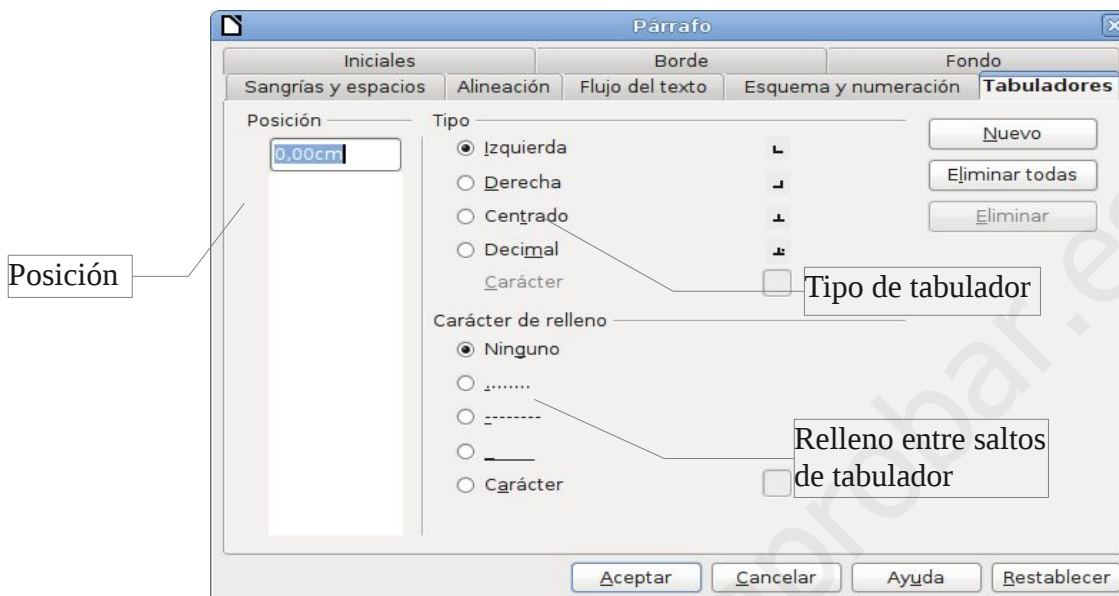 Párrafo
Iniciales Borde Fondo
Sangrías y espacios Alineación Flujo del texto Esquema y numeración Tabuladores
Posición Tipo
0,00cm
Izquierda
Derecha
Centrado
Decimal
Carácter
Nuevo
Eliminar todas
Eliminar
Posición
Tipo de tabulador
Carácter de relleno
Ninguno
........
--------
______
Carácter
Relleno entre saltos
de tabulador
Aceptar Cancelar Ayuda Restablecer